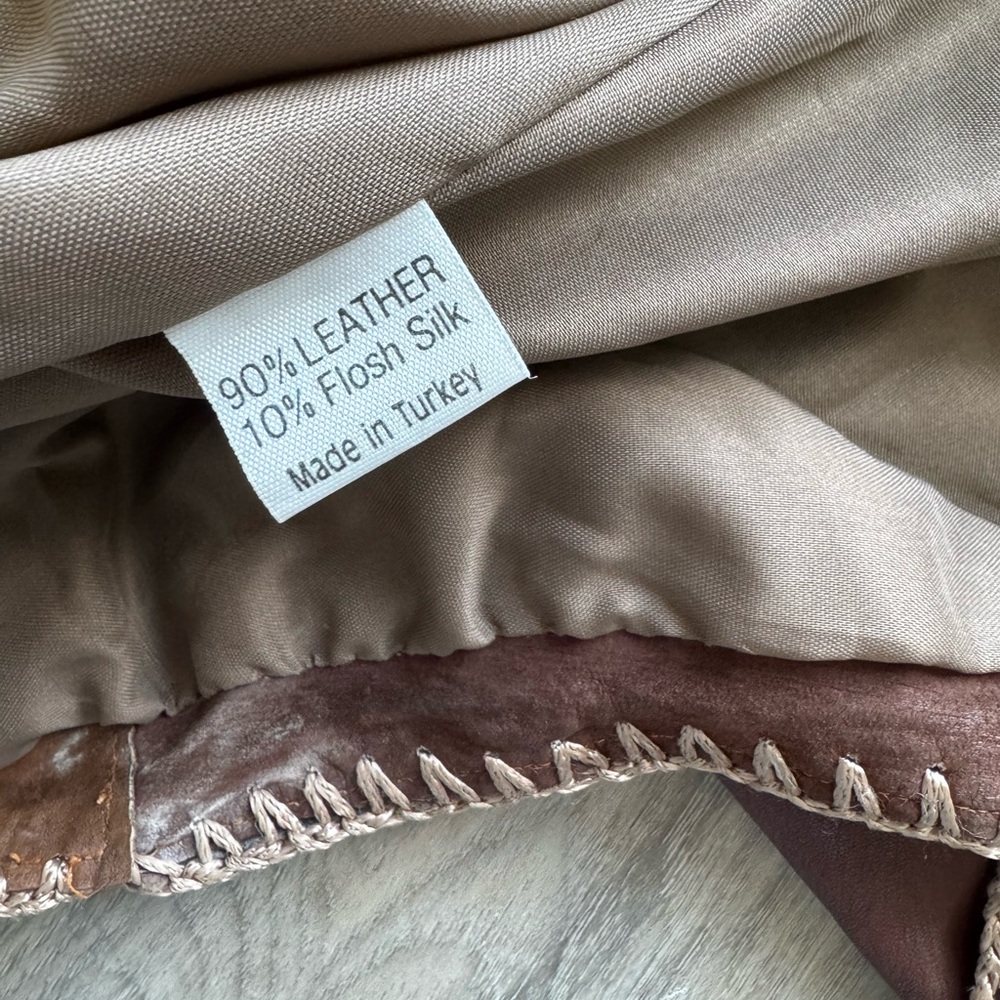 90% LEATHER
10% Flosh Silk
Made in Turkey